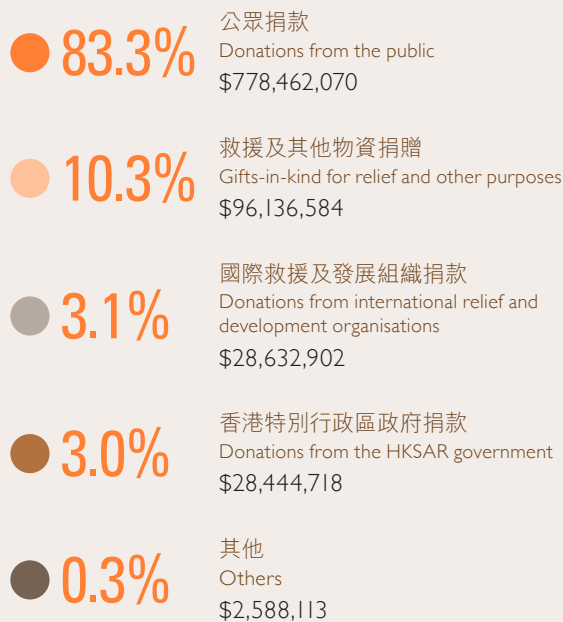 83.3%
公眾捐款
Donations from the public
$778,462,070
10.3%
救援及其他物資捐贈
Gifts-in-kind for relief and other purposes
$96,136,584
3.1%
國際救援及發展組織捐款
Donations from international relief and
development organisations
$28,632,902
3.0%
香港特別行政區政府捐款
Donations from the HKSAR government
$28,444,718
0.3%
其他
Others
$2,588,113